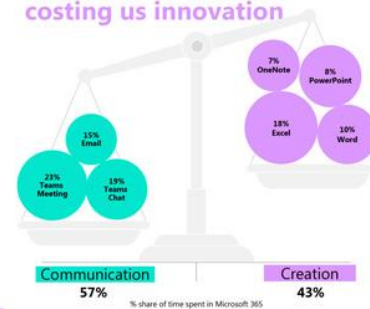 costing us innovation
7%
OneNote
8%
PowerPoint
18%
Excel
10%
Word
15%
Email
23%
Teams
Meeting
19%
Teams
Chat
Communication
57%
Creation
43%
% share of time spent in Microsoft 365